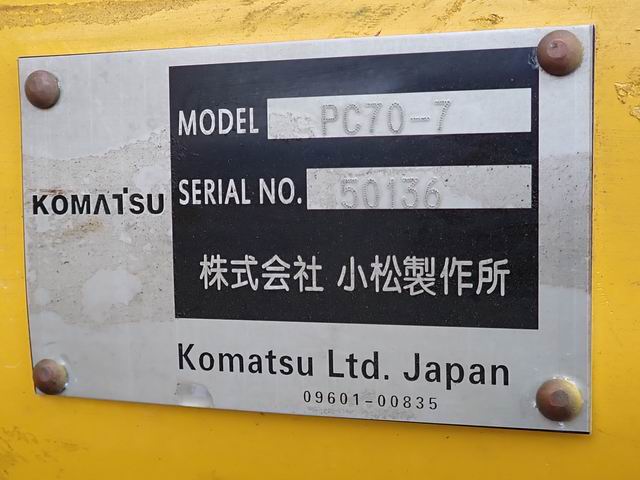 MODEL PC70-7
SERIAL NO. 50136
KOMATSU
株式会社 小松製作所
Komatsu Ltd. Japan
09601-00835